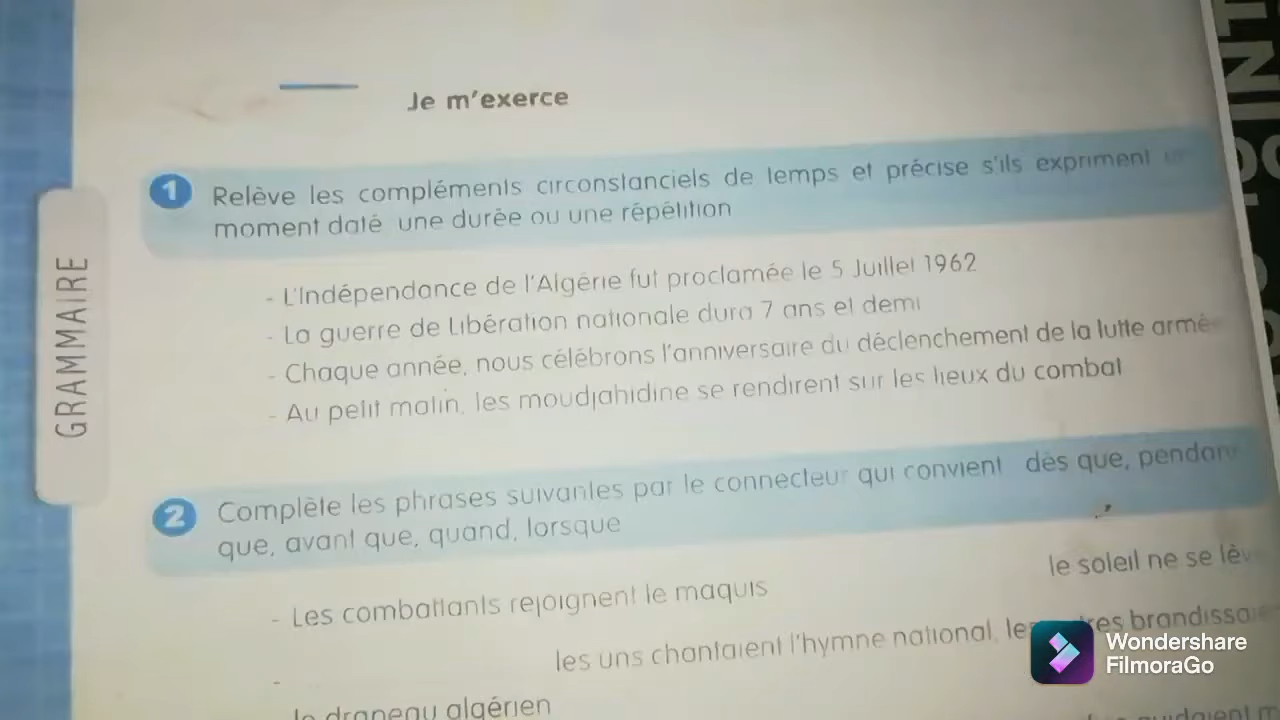 Je m'exerce
GRAMMAIRE
1 Relève les compléments circonstanciels de temps et précise s'ils expriment
moment daté une durée ou une répétition
- L'Indépendance de l'Algérie fut proclamée le 5 Juillet 1962
- La guerre de Libération nationale dura 7 ans et demi
- Chaque année, nous célébrons l'anniversaire du déclenchement de la lutte
- Au petit matin, les moudjahidine se rendirent sur les lieux du combat
2 Complète les phrases suivantes par le connecteur qui convient dès que,
que, avant que, quand, lorsque
- Les combattants rejoignent le maquis le soleil ne se
- les uns chantaient l'hymne national,
le drapeau algérien
Wondershare
FilmoraGo